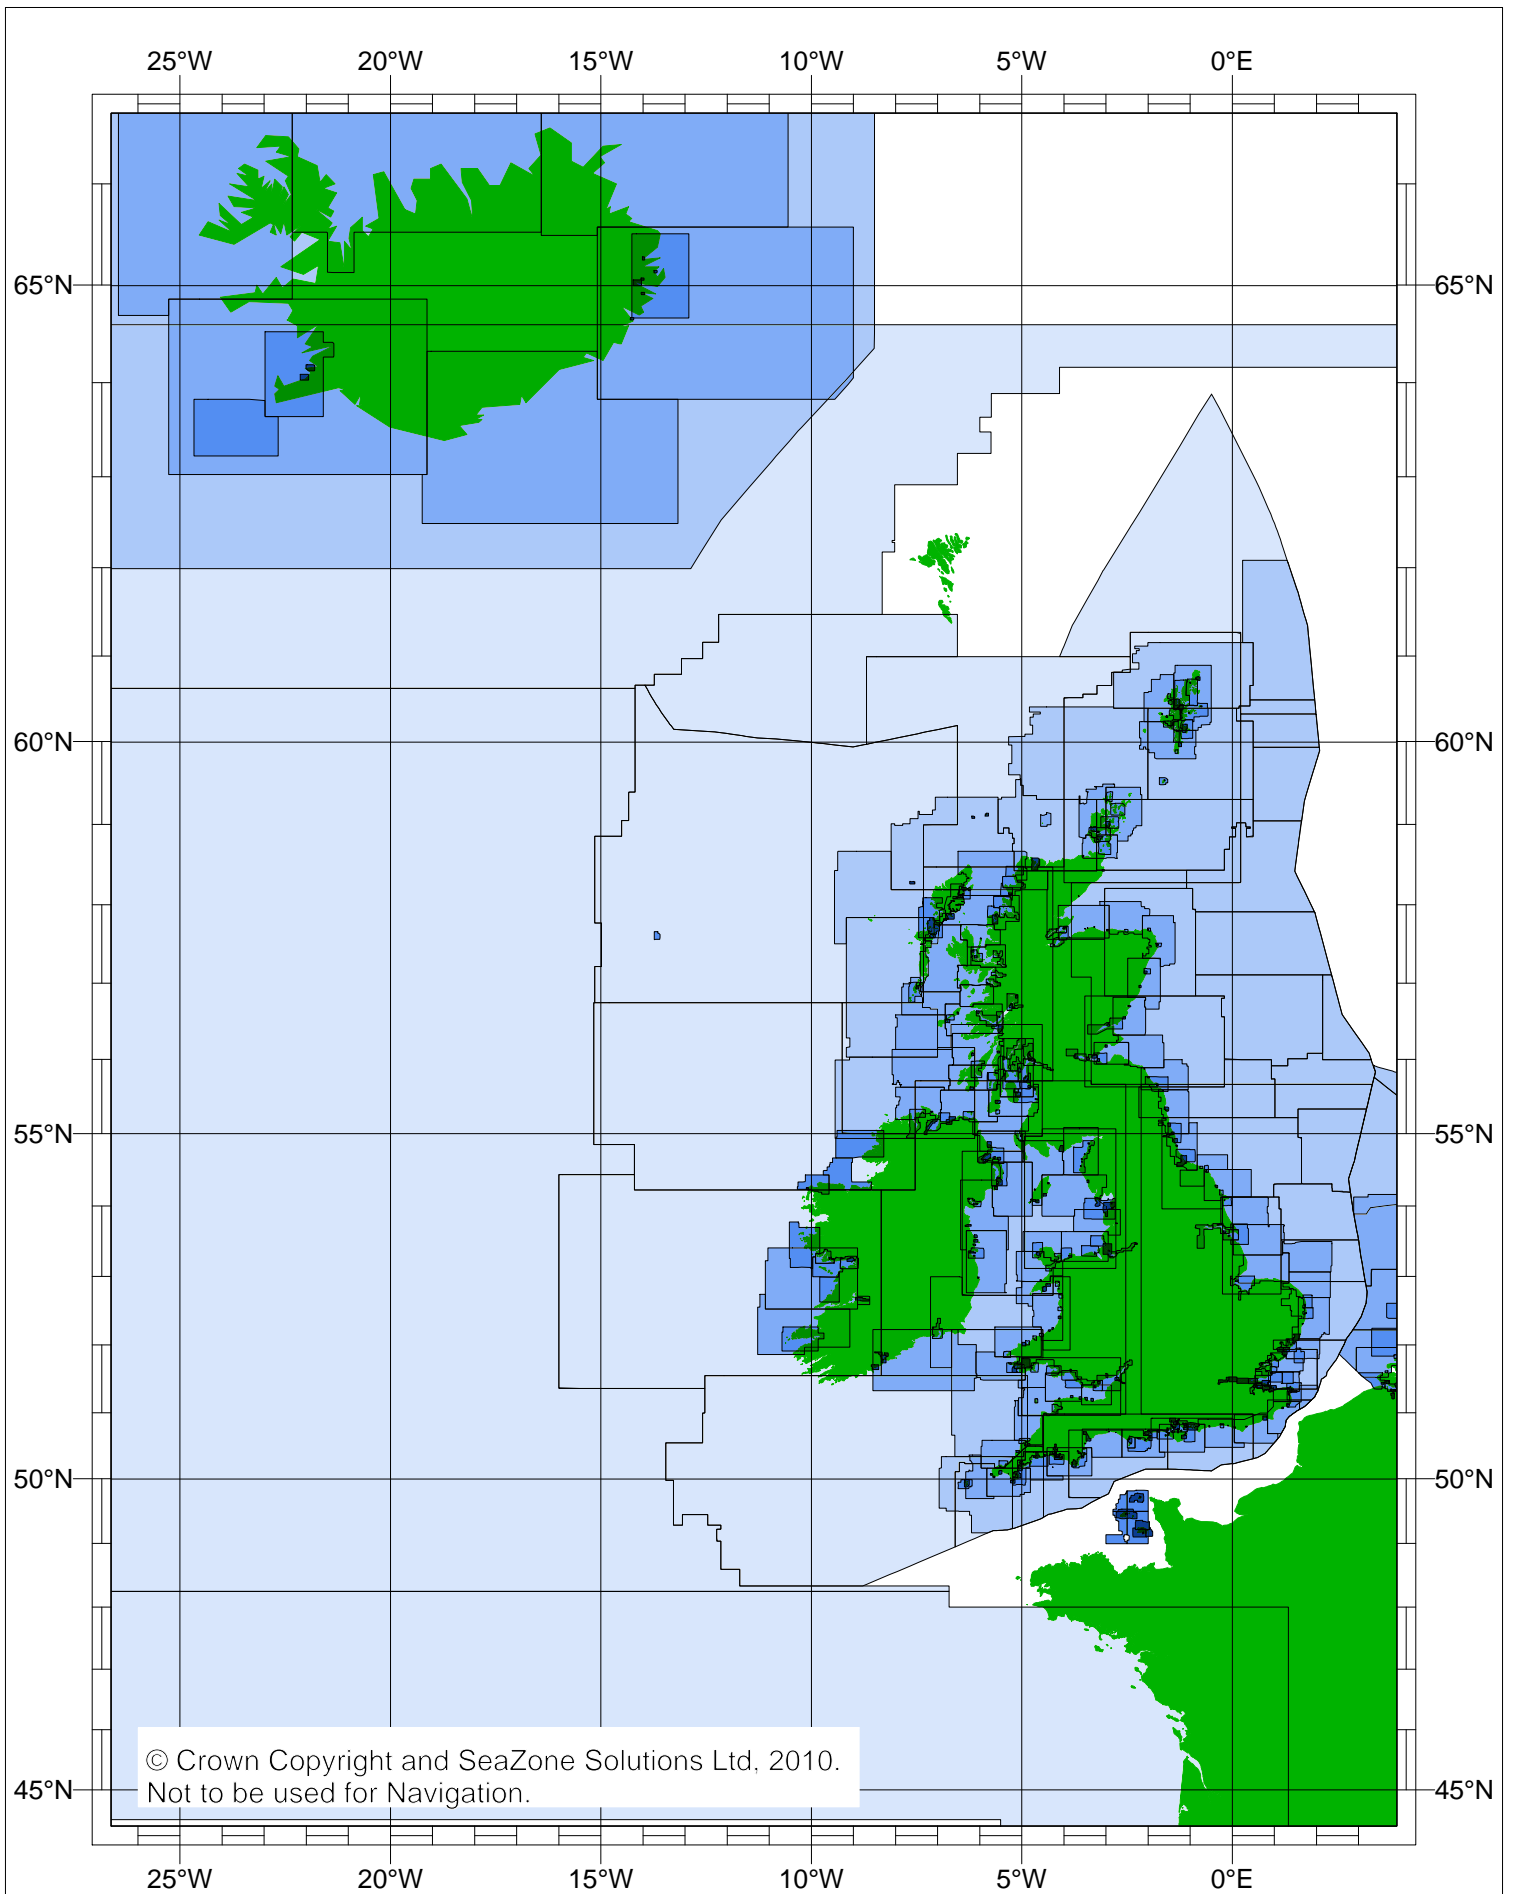 25°W 20°W 15°W 10°W 5°W 0°E
65°N 65°N
60°N 60°N
55°N 55°N
50°N 50°N
45°N 45°N
© Crown Copyright and SeaZone Solutions Ltd, 2010.
Not to be used for Navigation.
25°W 20°W 15°W 10°W 5°W 0°E